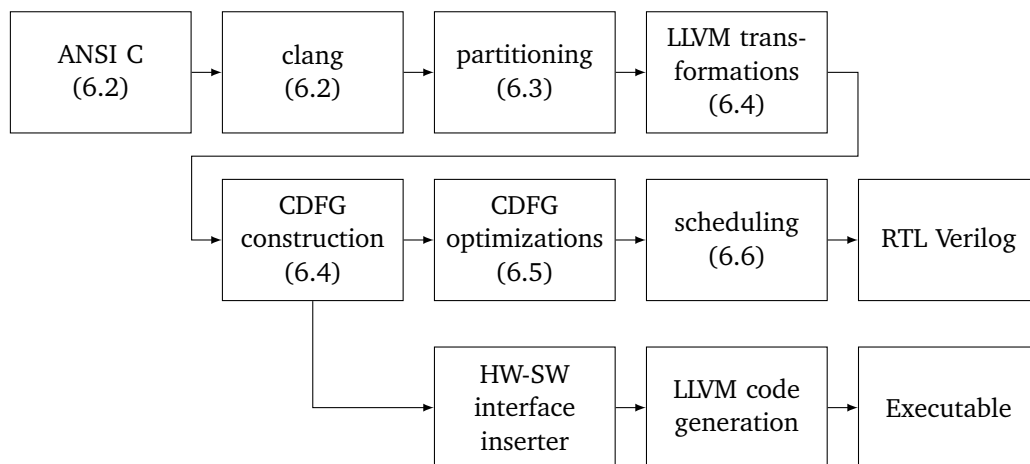 ANSI C
(6.2)
clang
(6.2)
partitioning
(6.3)
LLVM trans-
formations
(6.4)
CDFG
construction
(6.4)
CDFG
optimizations
(6.5)
scheduling
(6.6)
RTL Verilog
HW-SW
interface
inserter
LLVM code
generation
Executable